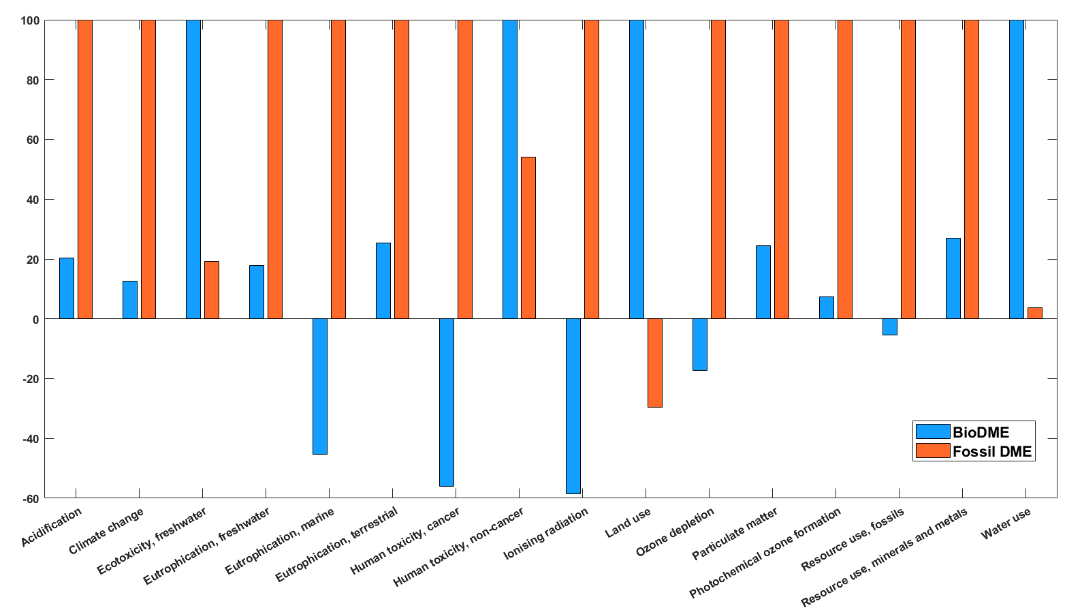 100
80
60
40
20
0
-20
-40
-60
BioDME
Fossil DME
Acidification
Climate change
Ecotoxicity, freshwater
Eutrophication, freshwater
Eutrophication, marine
Eutrophication, terrestrial
Human toxicity, cancer
Human toxicity, non-cancer
Ionising radiation
Land use
Ozone depletion
Particulate matter
Photochemical ozone formation
Resource use, fossils
Resource use, minerals and metals
Water use